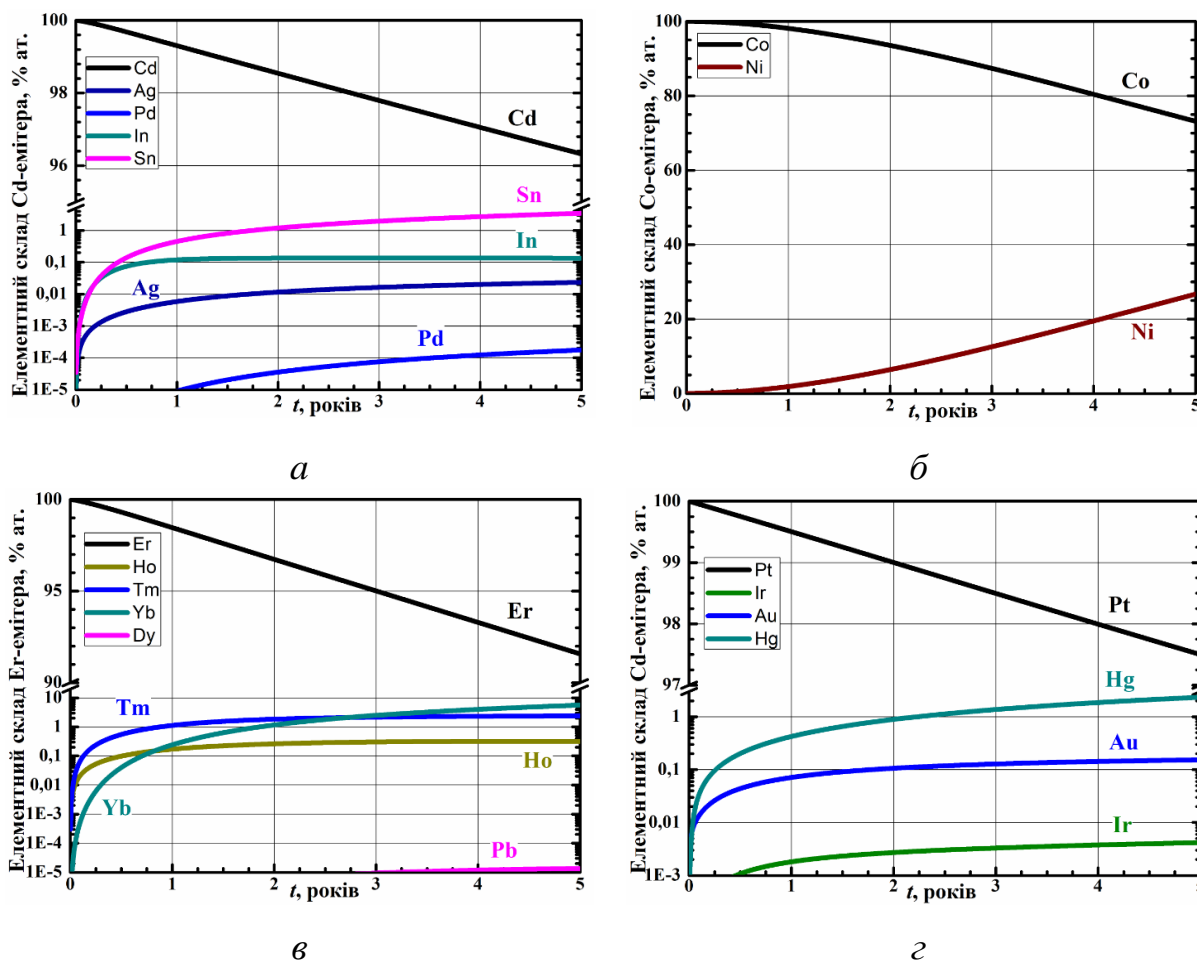 Елементний склад Cd-емітера, % ат.
100
98
96
1
0,1
0,01
1E-3
1E-4
1E-5
Cd
Ag
Pd
In
Sn
Cd
Sn
In
Ag
Pd
0
1
2
3
4
5
t, років
а
Елементний склад Co-емітера, % ат.
100
80
60
40
20
0
Co
Ni
Co
Ni
0
1
2
3
4
5
t, років
б
Елементний склад Er-емітера, % ат.
100
95
90
10
1
0,1
0,01
1E-3
1E-4
1E-5
Er
Ho
Tm
Yb
Dy
Er
Tm
Ho
Yb
Pb
0
1
2
3
4
5
t, років
в
Елементний склад Cd-емітера, % ат.
100
99
98
97
1
0,1
0,01
1E-3
Pt
Ir
Au
Hg
Pt
Hg
Au
Ir
0
1
2
3
4
5
t, років
г